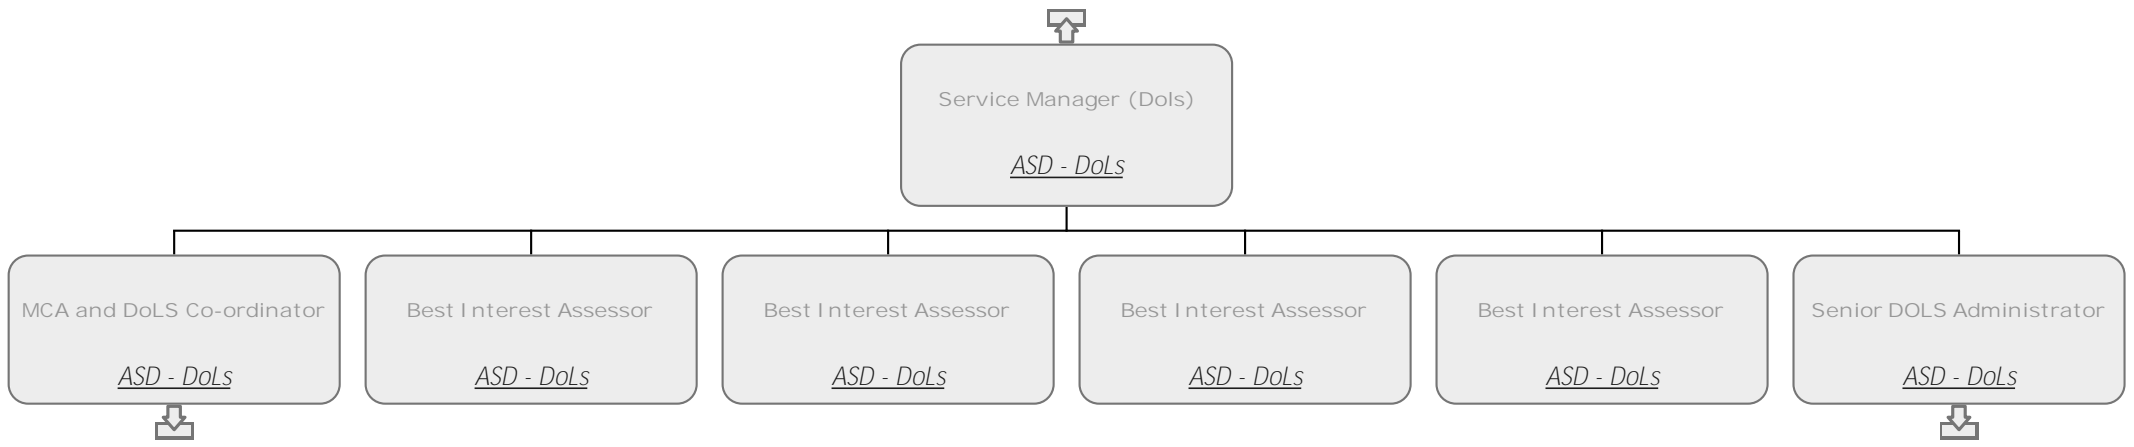 Service Manager (Dols)
ASD - DoLs
MCA and DoLS Co-ordinator
ASD - DoLs
Best Interest Assessor
ASD - DoLs
Best Interest Assessor
ASD - DoLs
Best Interest Assessor
ASD - DoLs
Best Interest Assessor
ASD - DoLs
Senior DOLS Administrator
ASD - DoLs